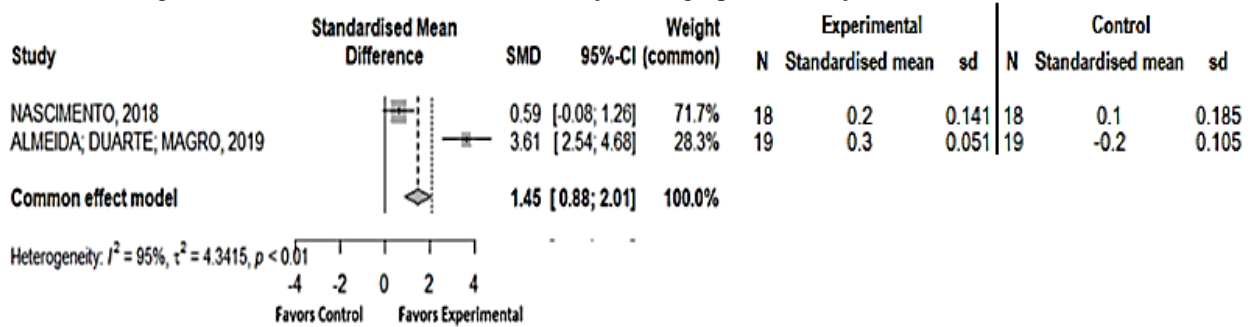 Standardised Mean Weight Experimental Control
Study Difference SMD 95%-CI (common) N Standardised mean sd N Standardised mean sd
NASCIMENTO, 2018 0.59 [-0.08; 1.26] 71.7% 18 0.2 0.141 18 0.1 0.185
ALMEIDA; DUARTE; MAGRO, 2019 3.61 [2.54; 4.68] 28.3% 19 0.3 0.051 19 -0.2 0.105
Common effect model 1.45 [ 0.88; 2.01] 100.0%
Heterogeneity: I² = 95%, τ² = 4.3415, p < 0.01
-4 -2 0 2 4
Favors Control Favors Experimental